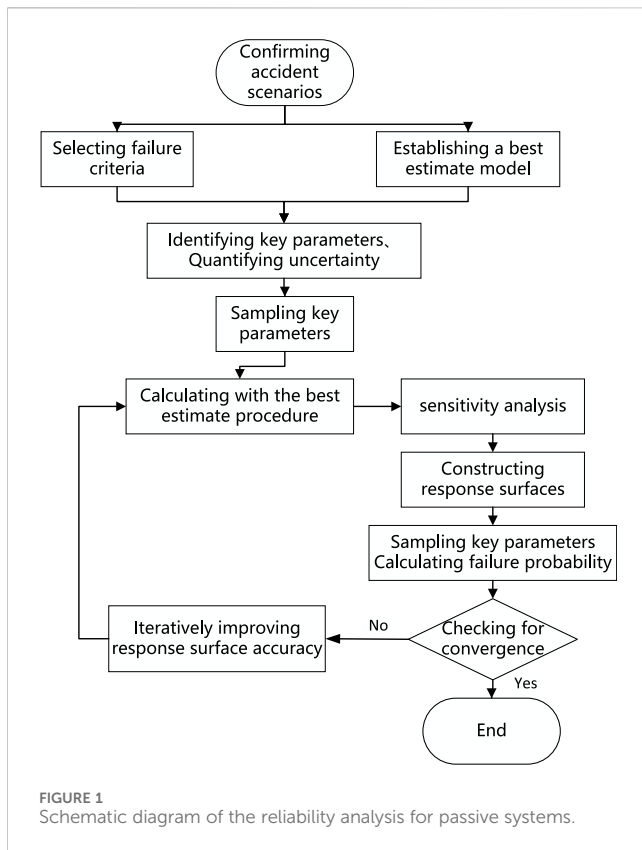 Confirming
accident
scenarios
Selecting failure
criteria
Establishing a best
estimate model
Identifying key parameters、
Quantifying uncertainty
Sampling key
parameters
Calculating with the best
estimate procedure
sensitivity analysis
Constructing
response surfaces
Sampling key parameters
Calculating failure probability
Iteratively improving
response surface accuracy
No
Checking for
convergence
Yes
End
FIGURE 1
Schematic diagram of the reliability analysis for passive systems.